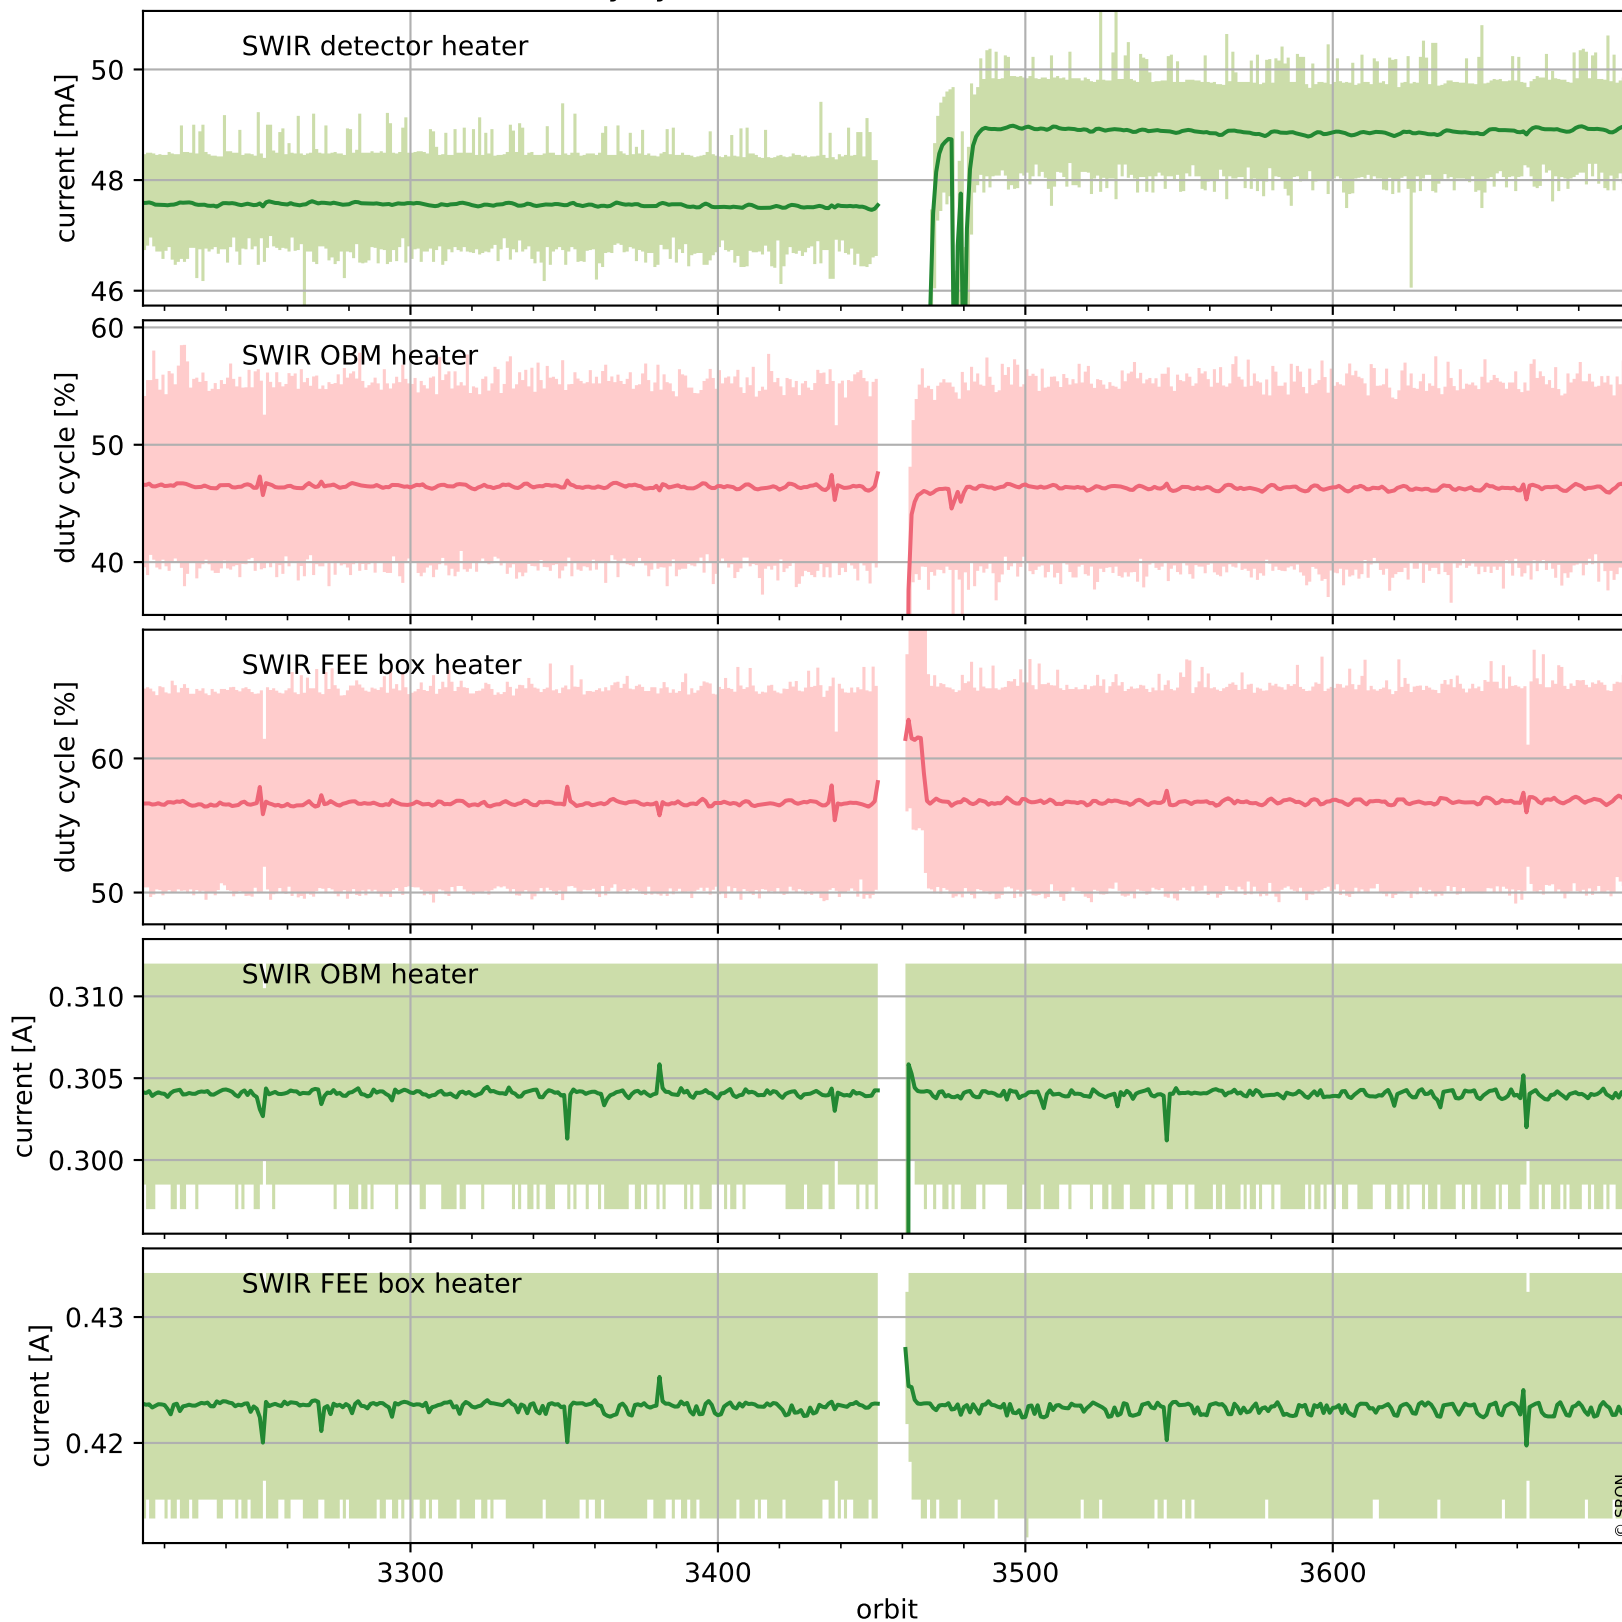 SWIR detector heater
current [mA]
50
48
46
SWIR OBM heater
duty cycle [%]
60
50
40
SWIR FEE box heater
duty cycle [%]
60
50
SWIR OBM heater
current [A]
0.310
0.305
0.300
SWIR FEE box heater
current [A]
0.43
0.42
3300 3400 3500 3600
orbit
© SRON